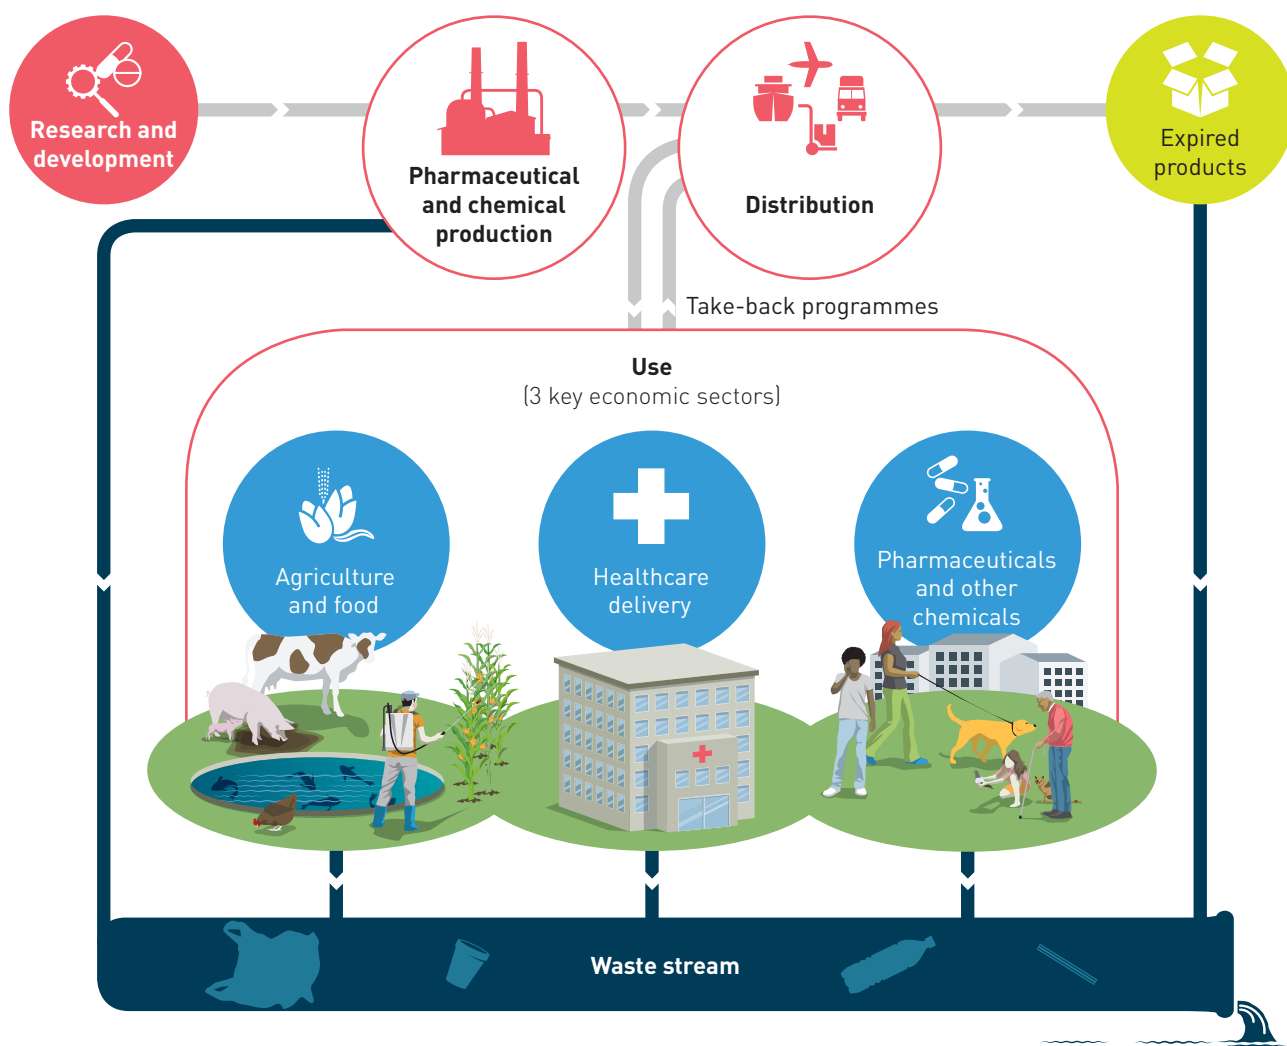 Research and
development
Pharmaceutical
and chemical
production
Distribution
Expired
products
Take-back programmes
Use
(3 key economic sectors)
Agriculture
and food
Healthcare
delivery
Pharmaceuticals
and other
chemicals
Waste stream